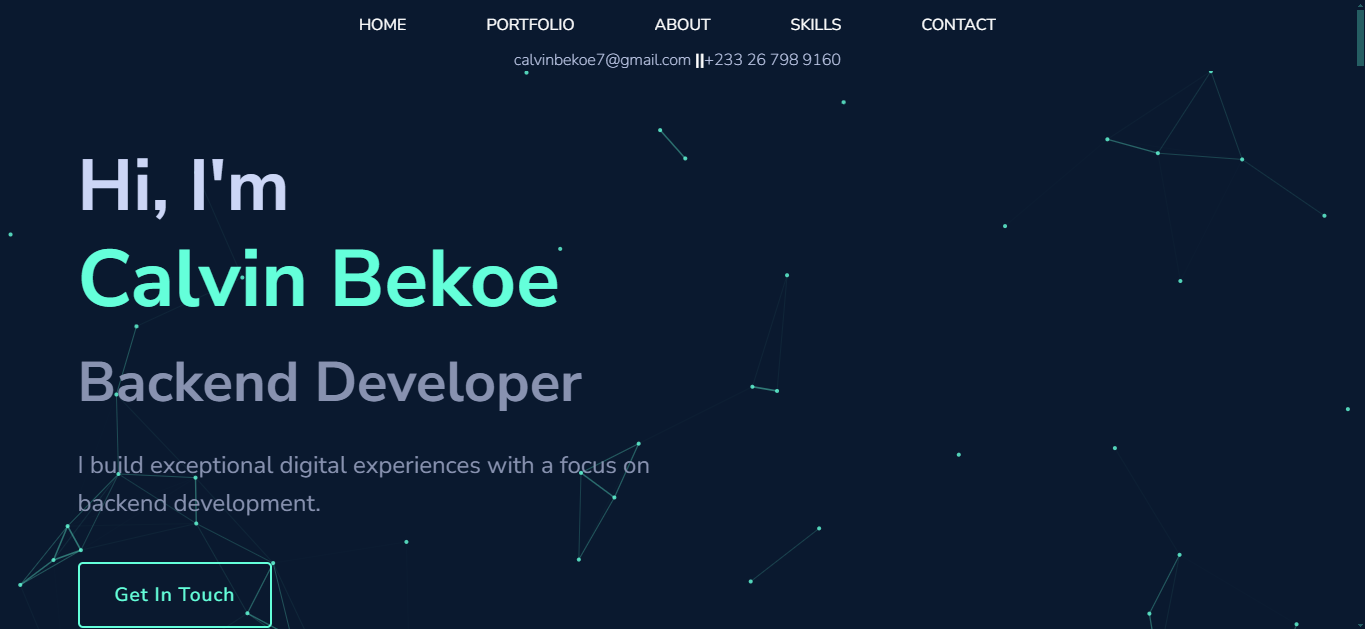 HOME PORTFOLIO ABOUT SKILLS CONTACT
calvinbekoe7@gmail.com ||+233 26 798 9160
Hi, I'm
Calvin Bekoe
Backend Developer
I build exceptional digital experiences with a focus on
backend development.
Get In Touch